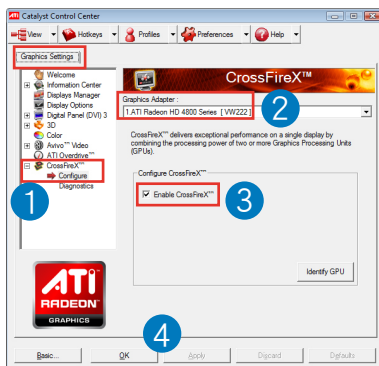 ATI Catalyst Control Center
View Hotkeys Profiles Preferences Help
Graphics Settings
Welcome
Information Center
Displays Manager
Display Options
Digital Panel (DVI) 3
3D
Color
Avivo™ Video
ATI Overdrive™
CrossFireX™
Configure
Diagnostics
1
CrossFireX™
Graphics Adapter :
1.ATI Radeon HD 4800 Series [ VW222 ]
2
CrossFireX™ delivers exceptional performance on a single display by
combining the processing power of two or more Graphics Processing Units
(GPUs).
Configure CrossFireX™
Enable CrossFireX™
3
Identify GPU
ATI
RADEON
GRAPHICS
4
Basic... OK Apply Discard Defaults